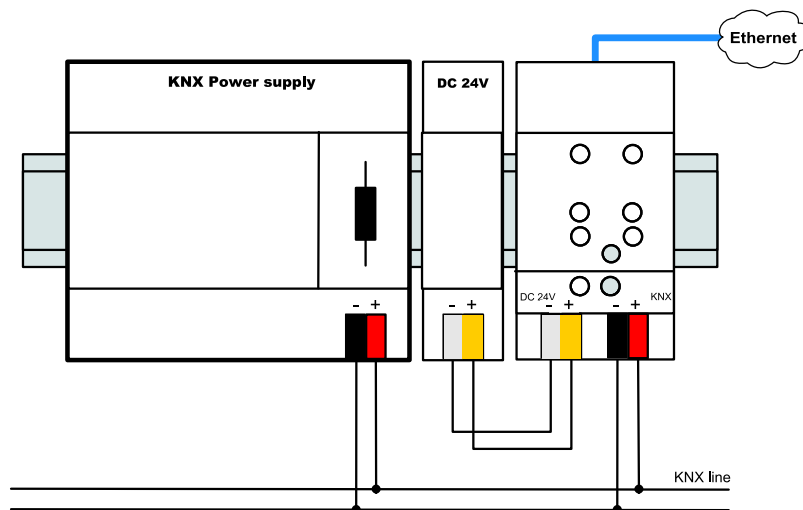 Ethernet
KNX Power supply
DC 24V
DC 24V
KNX
- +
- +
- +
- +
KNX line